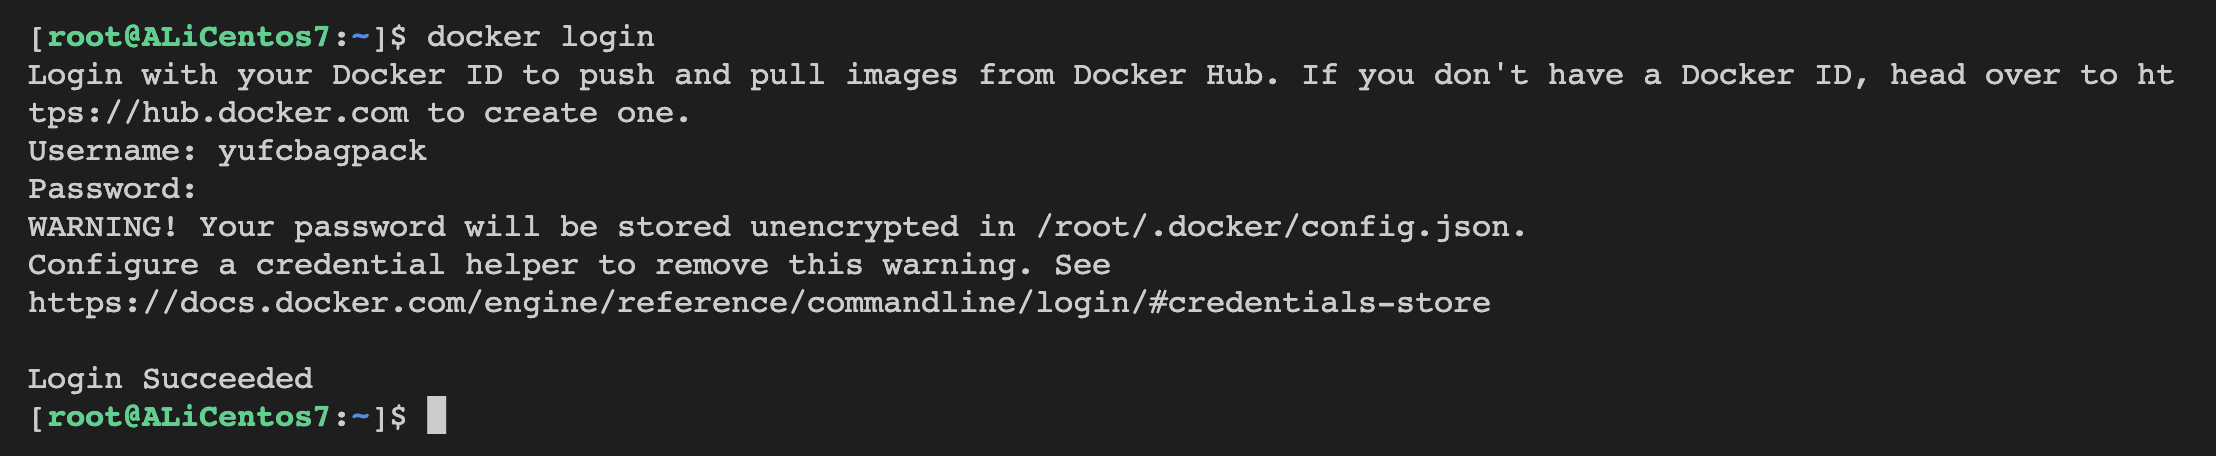 [root@ALiCentos7:~]$ docker login
Login with your Docker ID to push and pull images from Docker Hub. If you don't have a Docker ID, head over to ht
tps://hub.docker.com to create one.
Username: yufcbagpack
Password:
WARNING! Your password will be stored unencrypted in /root/.docker/config.json.
Configure a credential helper to remove this warning. See
https://docs.docker.com/engine/reference/commandline/login/#credentials-store
Login Succeeded
[root@ALiCentos7:~]$